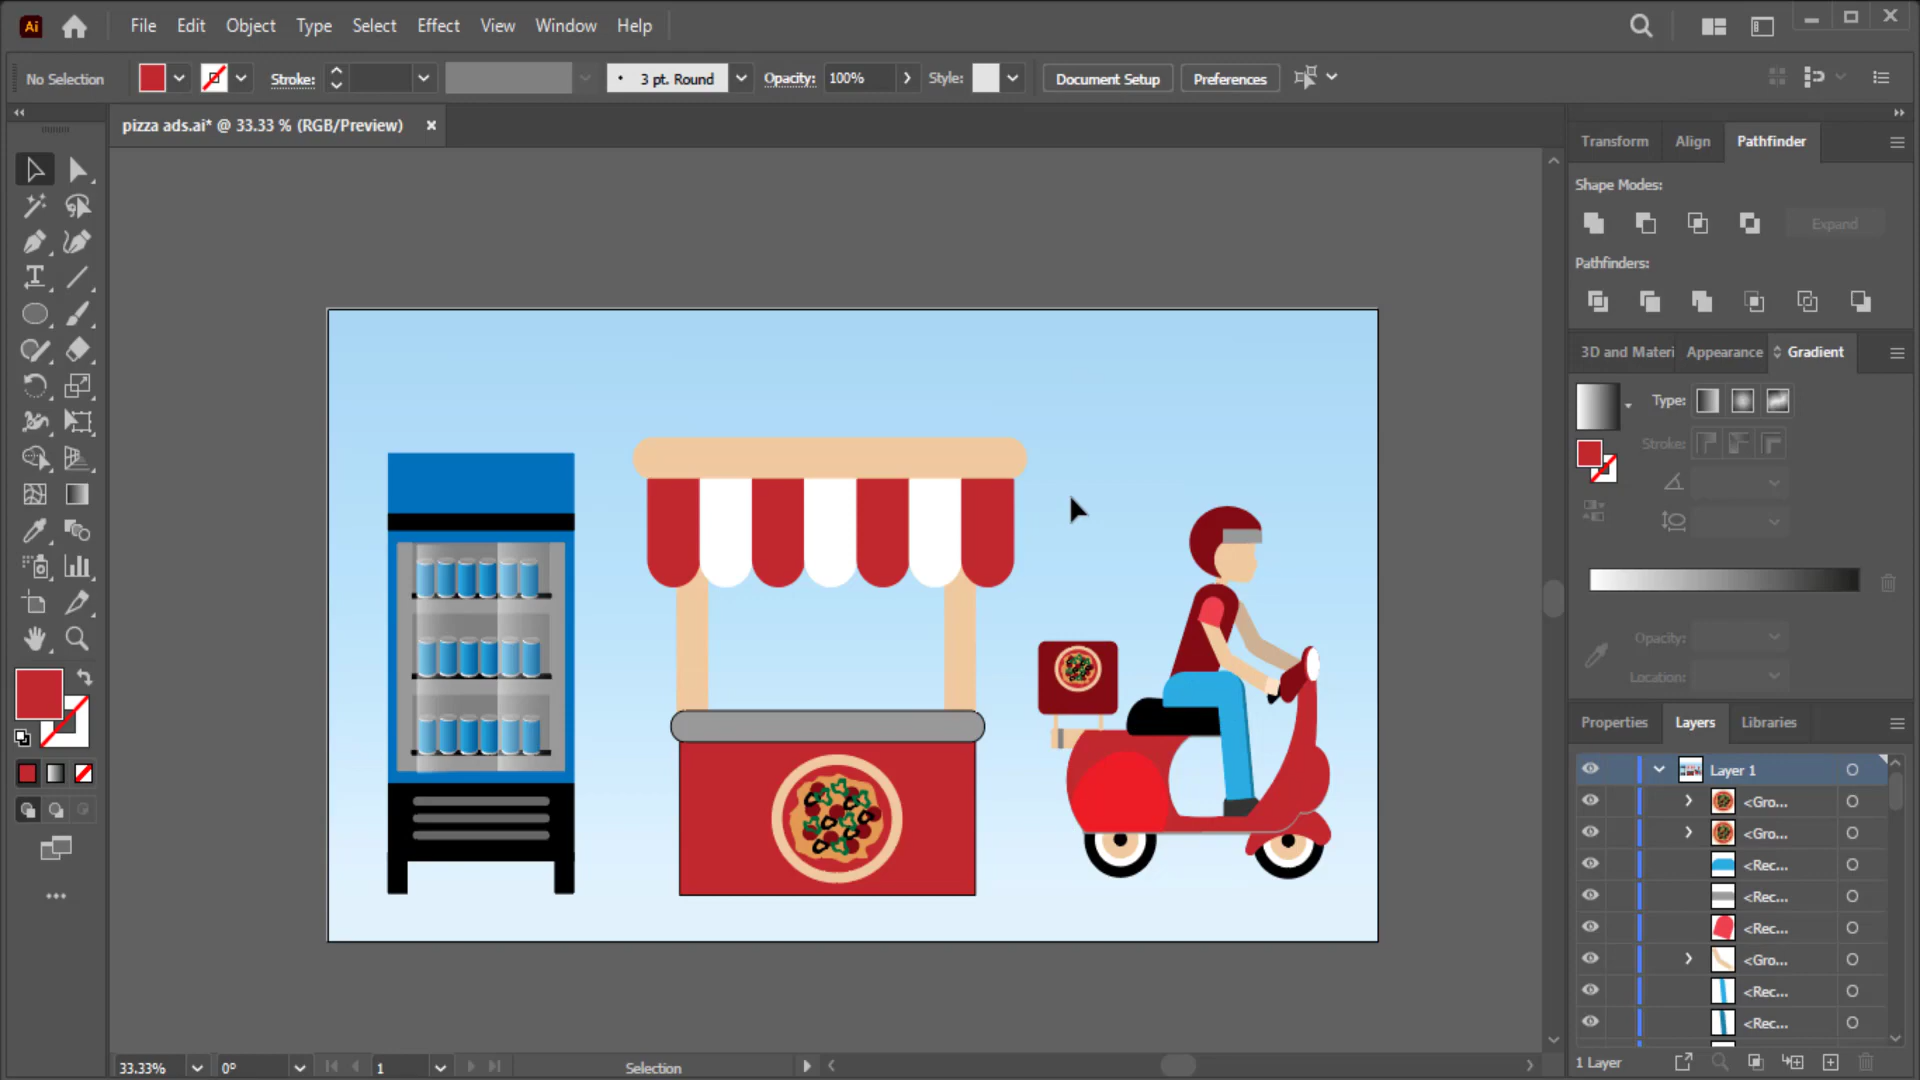 Ai File Edit Object Type Select Effect View Window Help
No Selection Stroke: 3 pt. Round Opacity: 100% Style: Document Setup Preferences
pizza ads.ai* @ 33.33 % (RGB/Preview)
Transform Align Pathfinder
Shape Modes:
Expand
Pathfinders:
3D and Materi Appearance Gradient
Type:
Stroke:
Opacity:
Location:
Properties Layers Libraries
Layer 1
<Gro...
<Gro...
<Rec...
<Rec...
<Rec...
<Gro...
<Rec...
<Rec...
33.33% 0° 1 Selection 1 Layer